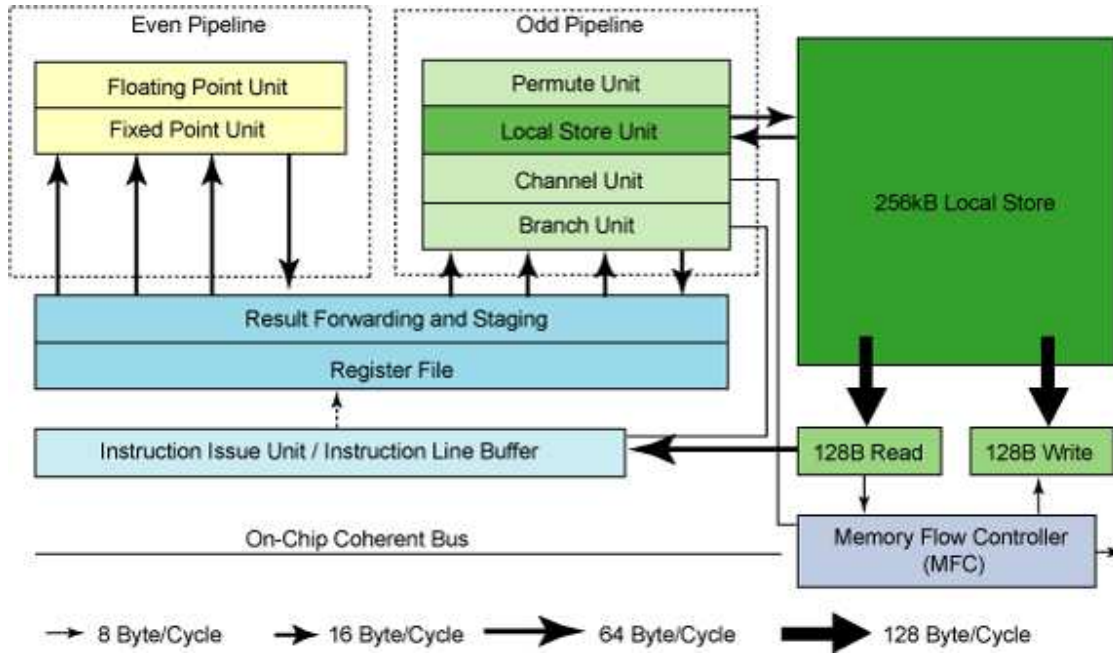 Even Pipeline
Odd Pipeline
Floating Point Unit
Fixed Point Unit
Permute Unit
Local Store Unit
Channel Unit
Branch Unit
256kB Local Store
Result Forwarding and Staging
Register File
Instruction Issue Unit / Instruction Line Buffer
128B Read
128B Write
On-Chip Coherent Bus
Memory Flow Controller
(MFC)
8 Byte/Cycle
16 Byte/Cycle
64 Byte/Cycle
128 Byte/Cycle